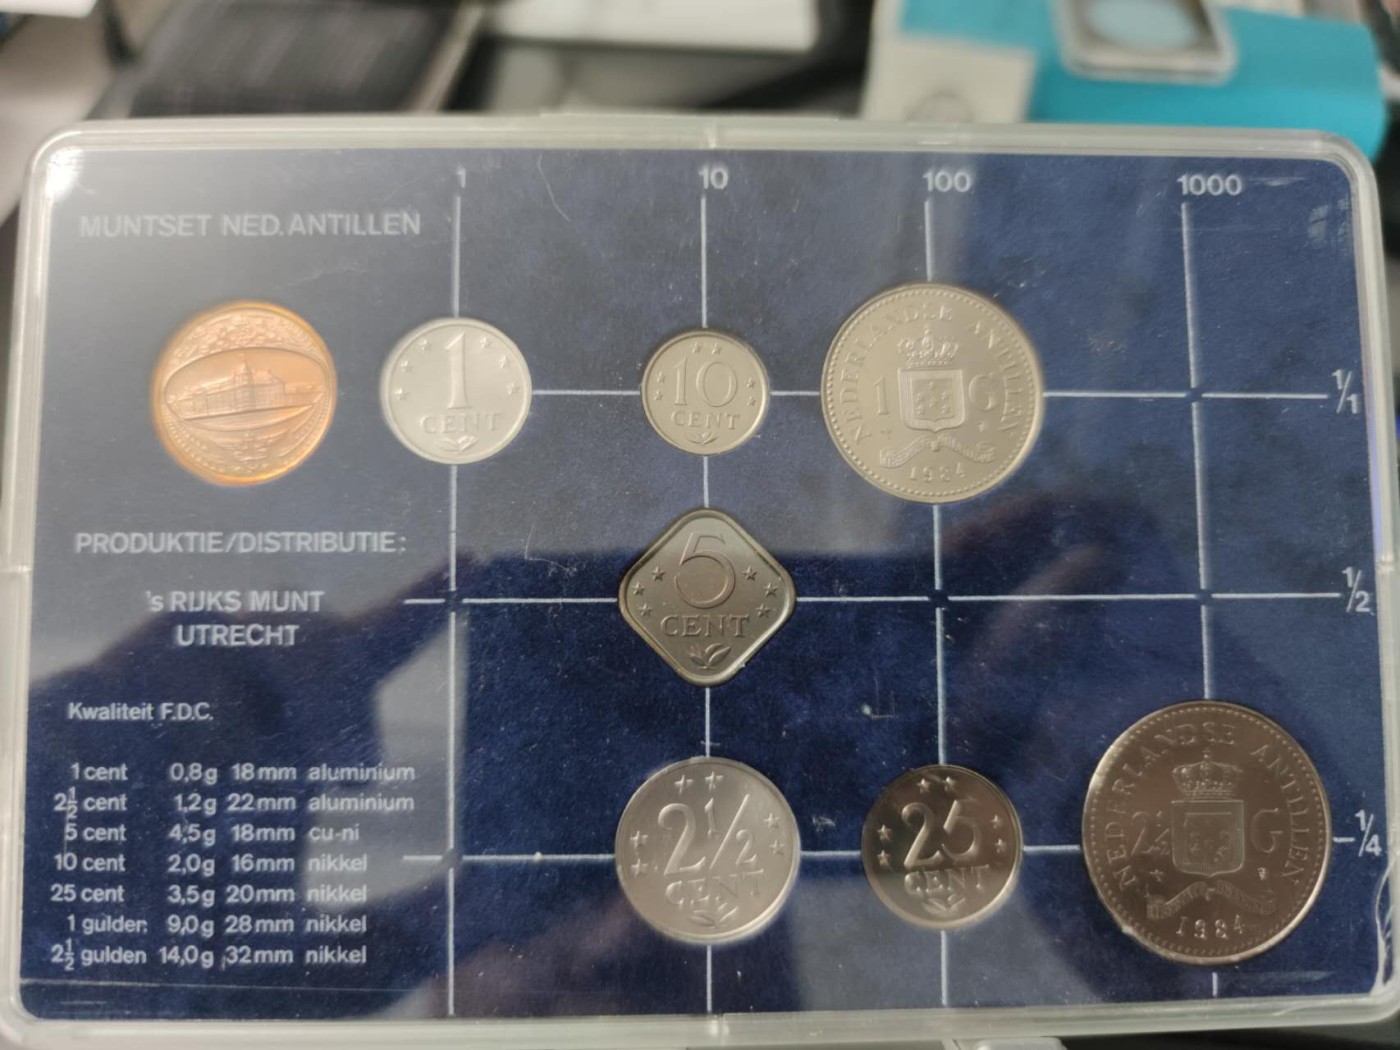 1 10 100 1000
MUNTSET NED. ANTILLEN
1
CENT
10
CENT
NEDERLANDSE ANTILLEN
1 G
1984
1/1
PRODUKTIE/DISTRIBUTIE:
's RIJKS MUNT
UTRECHT
5
CENT
1/2
Kwaliteit F.D.C.
1 cent 0,8g 18mm aluminium
2½ cent 1,2g 22mm aluminium
5 cent 4,5g 18mm cu-ni
10 cent 2,0g 16mm nikkel
25 cent 3,5g 20mm nikkel
1 gulden 9,0g 28mm nikkel
2½ gulden 14,0g 32mm nikkel
2½
CENT
25
CENT
NEDERLANDSE ANTILLEN
2½ G
1984
1/4